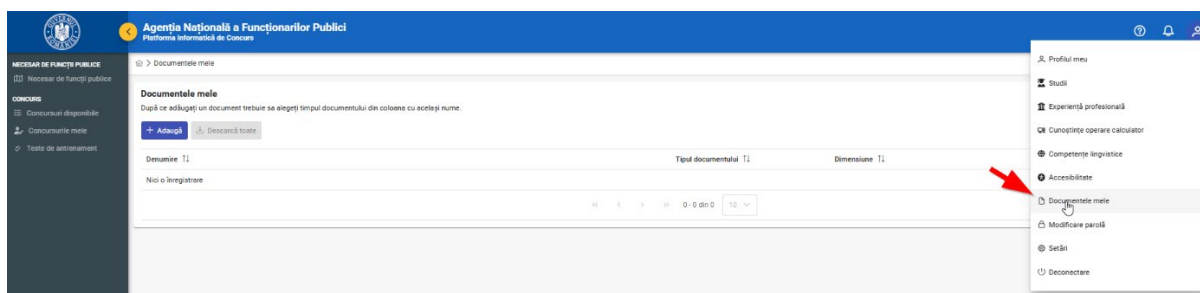 GUVERNUL
ROMÂNIEI
Agenția Națională a Funcționarilor Publici
Platforma Informatică de Concurs
NECESAR DE FUNCȚII PUBLICE
Necesar de funcții publice
CONCURS
Concursuri disponibile
Concursurile mele
Teste de antrenament
Documentele mele
Documentele mele
După ce adăugați un document trebuie sa alegeți timpul documentului din coloana cu același nume.
+ Adaugă
Descarcă toate
Denumire
Tipul documentului
Dimensiune
Nici o înregistrare
0 - 0 din 0
10
Profilul meu
Studii
Experiență profesională
Cunoștințe operare calculator
Competențe lingvistice
Accesibilitate
Documentele mele
Modificare parolă
Setări
Deconectare